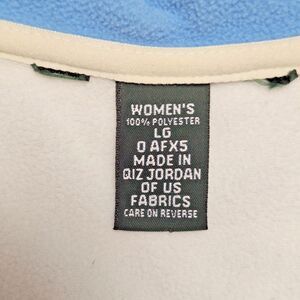 WOMEN'S
100% POLYESTER
LG
0 AFX5
MADE IN
QIZ JORDAN
OF US
FABRICS
CARE ON REVERSE